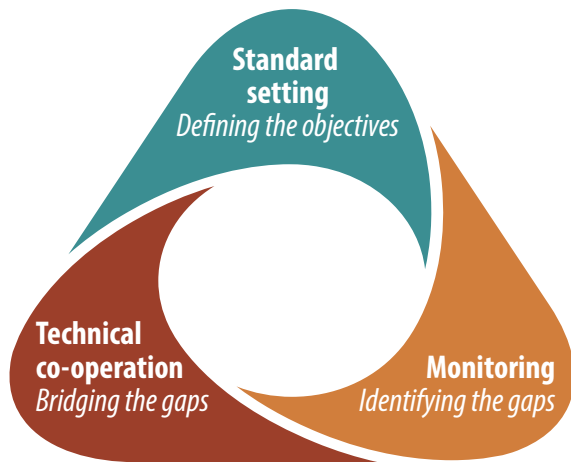 Standard
setting
Defining the objectives
Technical
co-operation
Bridging the gaps
Monitoring
Identifying the gaps